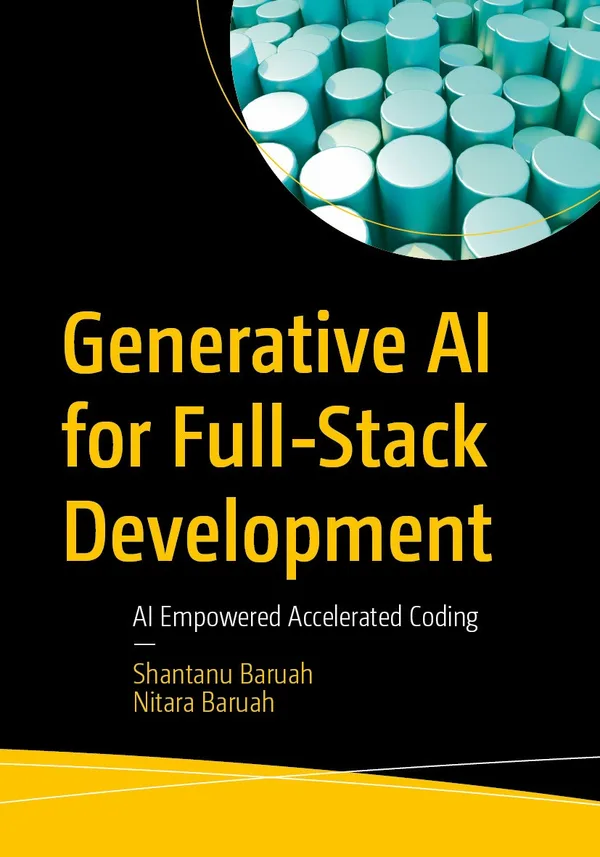 Generative AI
for Full-Stack
Development
AI Empowered Accelerated Coding
Shantanu Baruah
Nitara Baruah